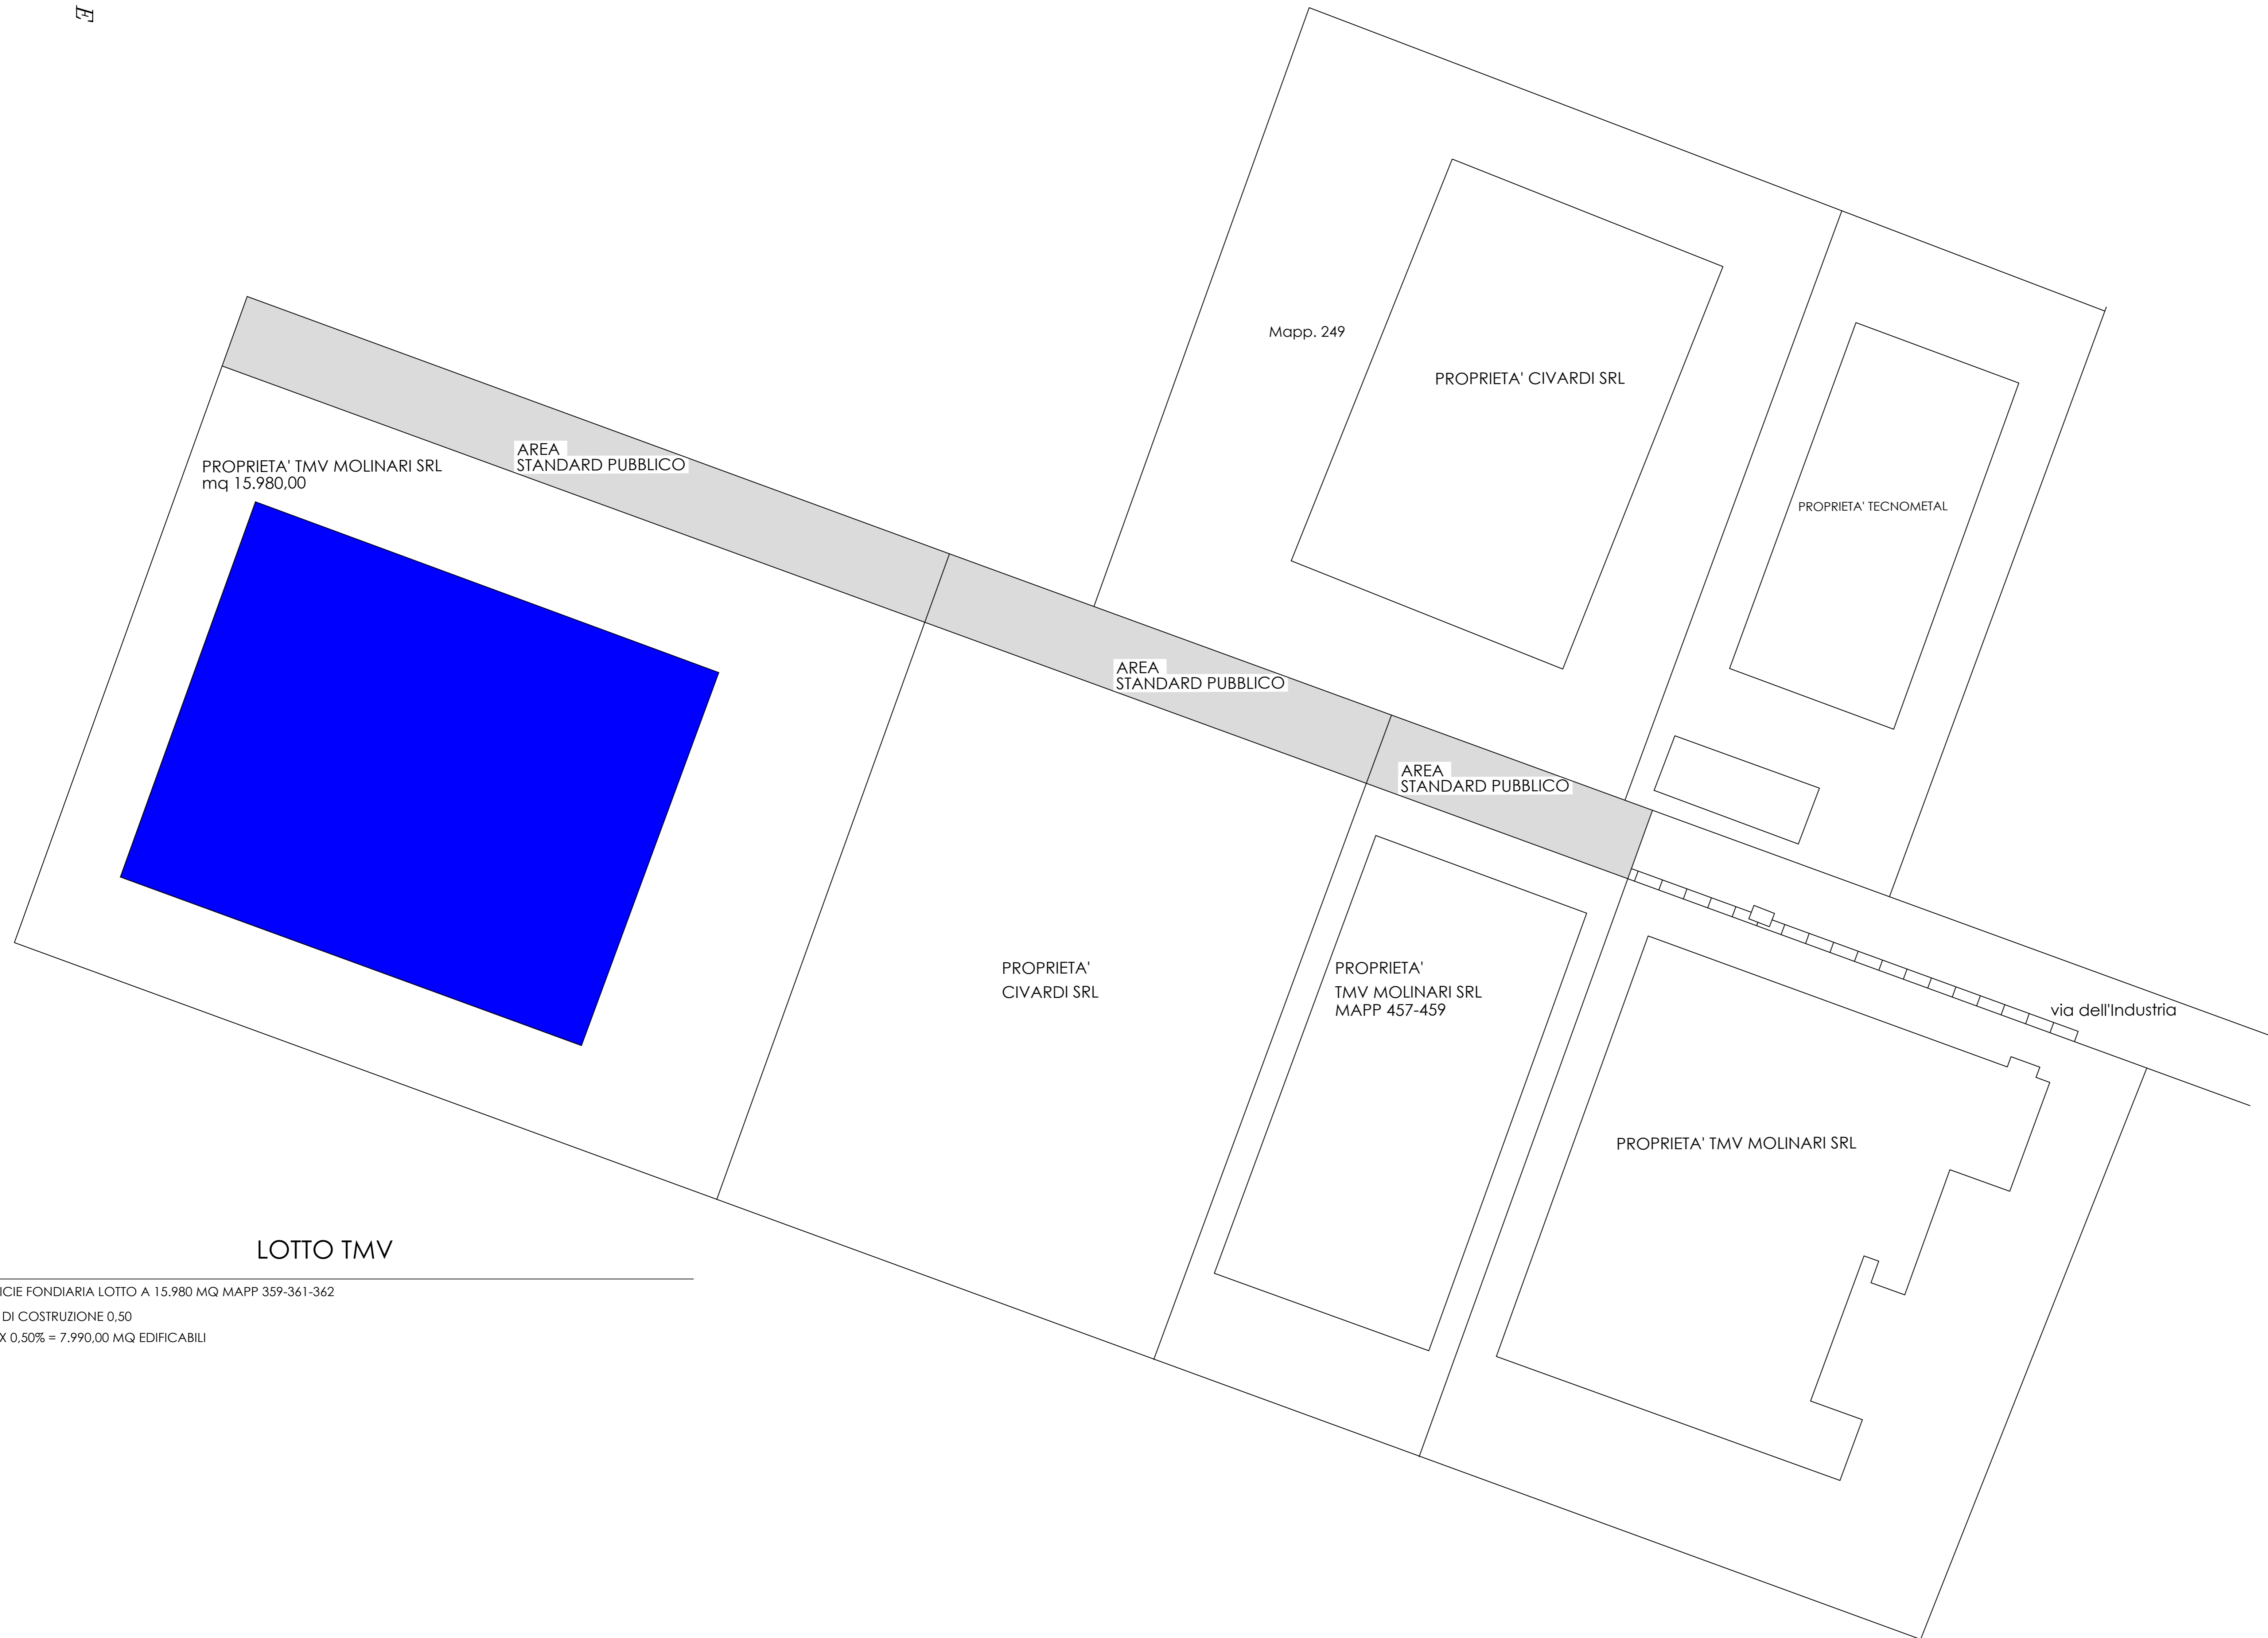 E
Mapp. 249
PROPRIETA' CIVARDI SRL
PROPRIETA' TECNOMETAL
AREA
STANDARD PUBBLICO
PROPRIETA' TMV MOLINARI SRL
mq 15.980,00
AREA
STANDARD PUBBLICO
AREA
STANDARD PUBBLICO
PROPRIETA'
CIVARDI SRL
PROPRIETA'
TMV MOLINARI SRL
MAPP 457-459
via dell'Industria
PROPRIETA' TMV MOLINARI SRL
LOTTO TMV
ICIE FONDIARIA LOTTO A 15.980 MQ MAPP 359-361-362
DI COSTRUZIONE 0,50
X 0,50% = 7.990,00 MQ EDIFICABILI